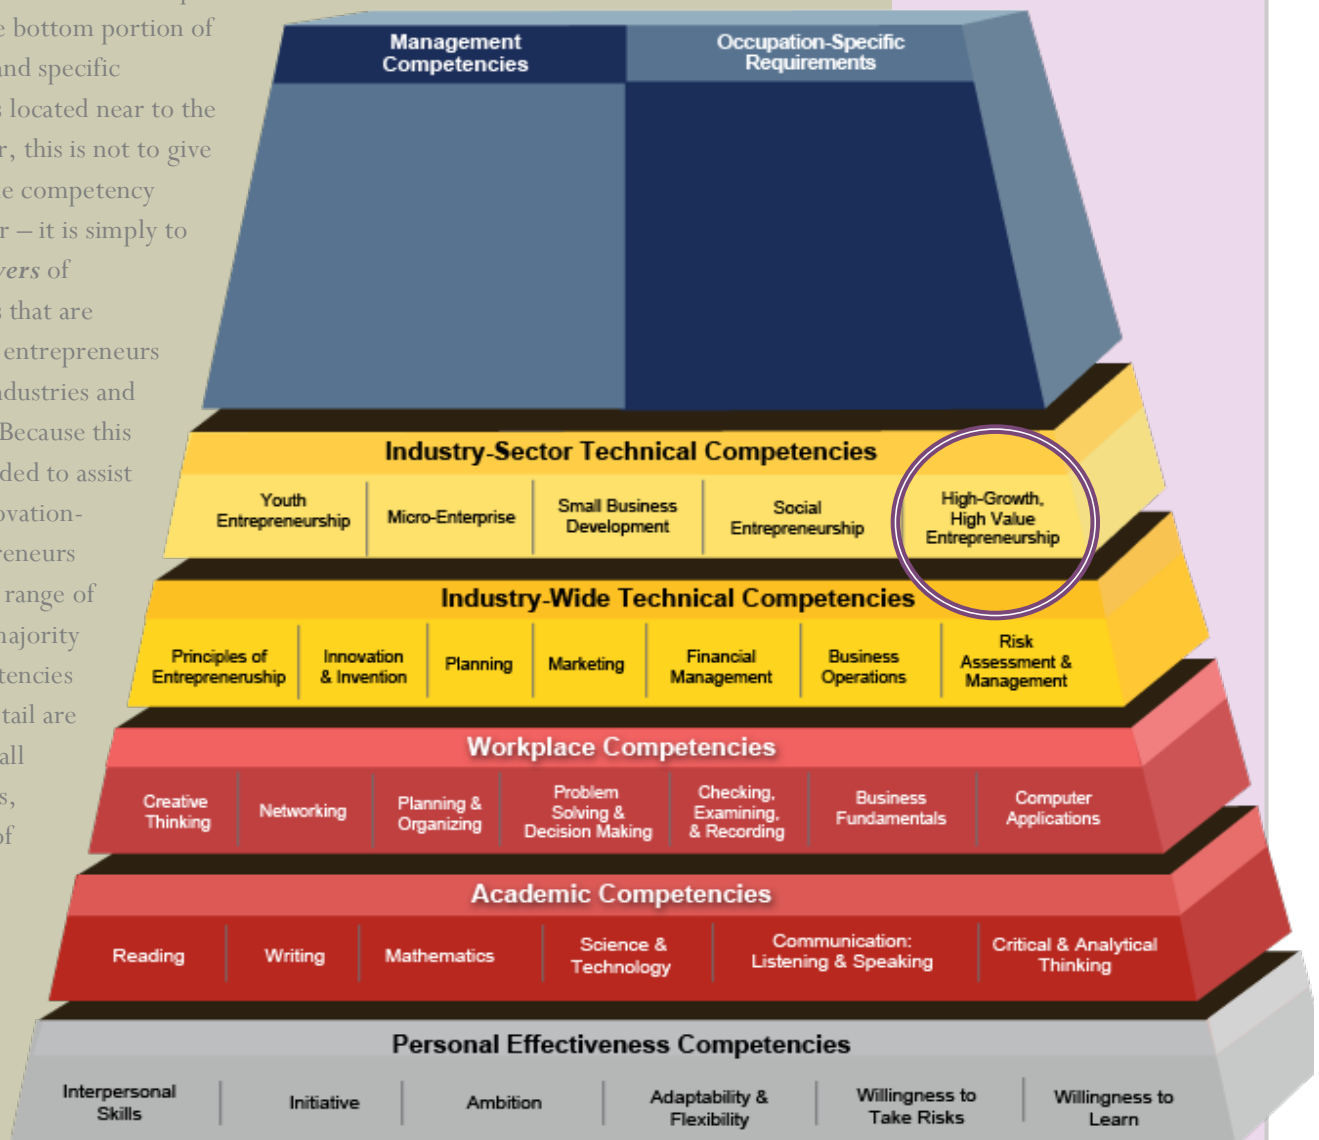 e bottom portion of
and specific
s located near to the
r, this is not to give
e competency
r – it is simply to
vers of
s that are
entrepreneurs
ndustries and
Because this
ded to assist
ovation-
reneurs
range of
najority
tencies
tail are
all
s,
of
Management
Competencies
Occupation-Specific
Requirements
Industry-Sector Technical Competencies
Youth
Entrepreneurship
Micro-Enterprise
Small Business
Development
Social
Entrepreneurship
High-Growth,
High Value
Entrepreneurship
Industry-Wide Technical Competencies
Principles of
Entrepreneruship
Innovation
& Invention
Planning
Marketing
Financial
Management
Business
Operations
Risk
Assessment &
Management
Workplace Competencies
Creative
Thinking
Networking
Planning &
Organizing
Problem
Solving &
Decision Making
Checking,
Examining,
& Recording
Business
Fundamentals
Computer
Applications
Academic Competencies
Reading
Writing
Mathematics
Science &
Technology
Communication:
Listening & Speaking
Critical & Analytical
Thinking
Personal Effectiveness Competencies
Interpersonal
Skills
Initiative
Ambition
Adaptability &
Flexibility
Willingness to
Take Risks
Willingness to
Learn